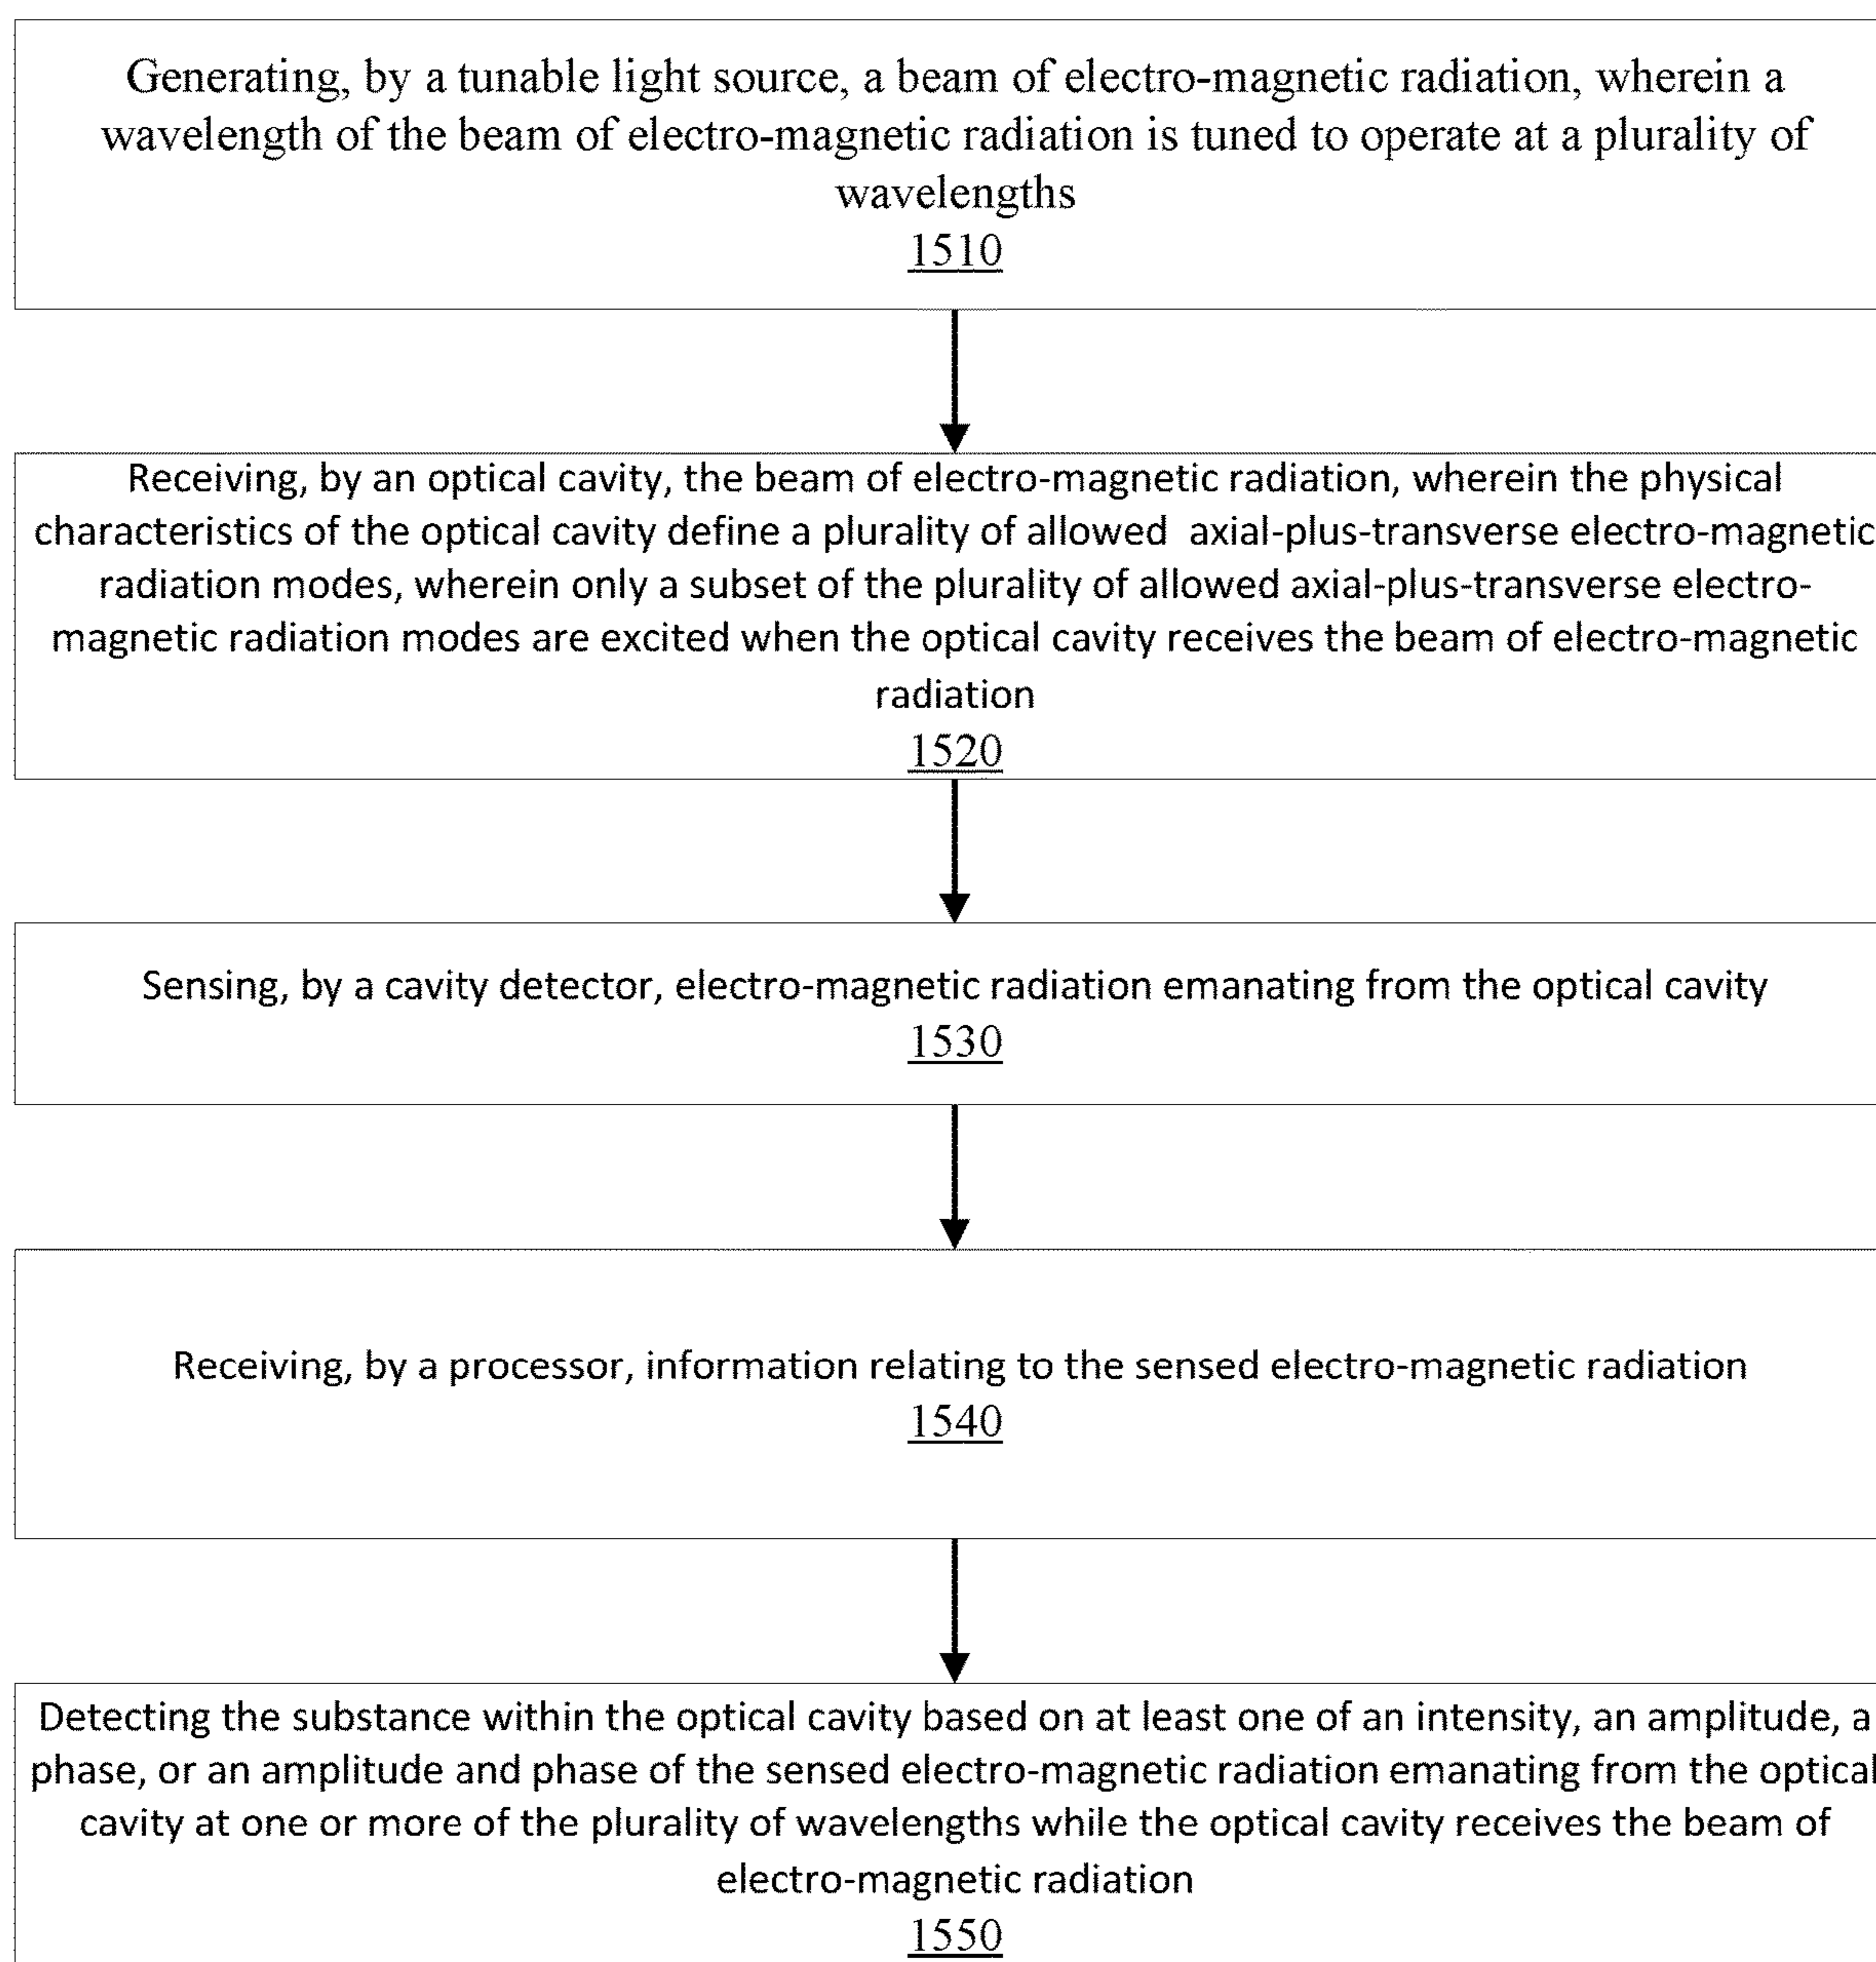 Generating, by a tunable light source, a beam of electro-magnetic radiation, wherein a
wavelength of the beam of electro-magnetic radiation is tuned to operate at a plurality of
wavelengths
1510
Receiving, by an optical cavity, the beam of electro-magnetic radiation, wherein the physical
characteristics of the optical cavity define a plurality of allowed axial-plus-transverse electro-magnetic
radiation modes, wherein only a subset of the plurality of allowed axial-plus-transverse electro-
magnetic radiation modes are excited when the optical cavity receives the beam of electro-magnetic
radiation
1520
Sensing, by a cavity detector, electro-magnetic radiation emanating from the optical cavity
1530
Receiving, by a processor, information relating to the sensed electro-magnetic radiation
1540
Detecting the substance within the optical cavity based on at least one of an intensity, an amplitude, a
phase, or an amplitude and phase of the sensed electro-magnetic radiation emanating from the optical
cavity at one or more of the plurality of wavelengths while the optical cavity receives the beam of
electro-magnetic radiation
1550